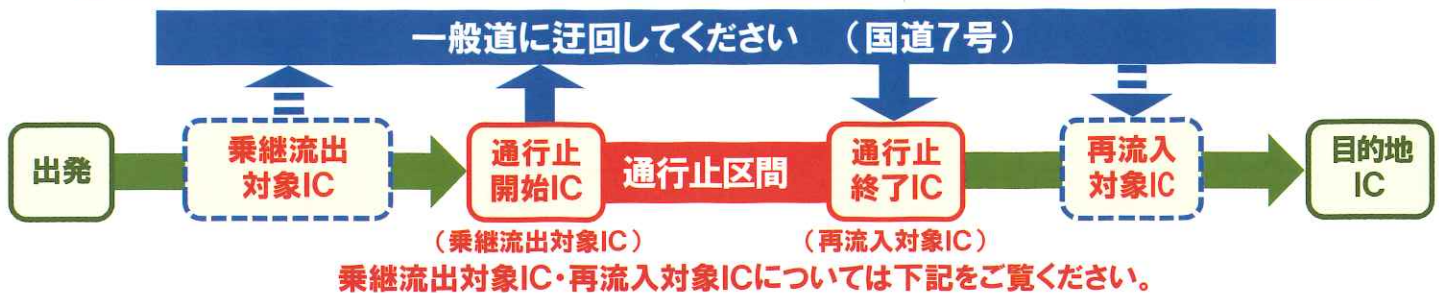 一般道に迂回してください （国道7号）
出発
乗継流出
対象IC
通行止
開始IC
通行止区間
通行止
終了IC
再流入
対象IC
目的地
IC
（乗継流出対象IC）
（再流入対象IC）
乗継流出対象IC・再流入対象ICについては下記をご覧ください。